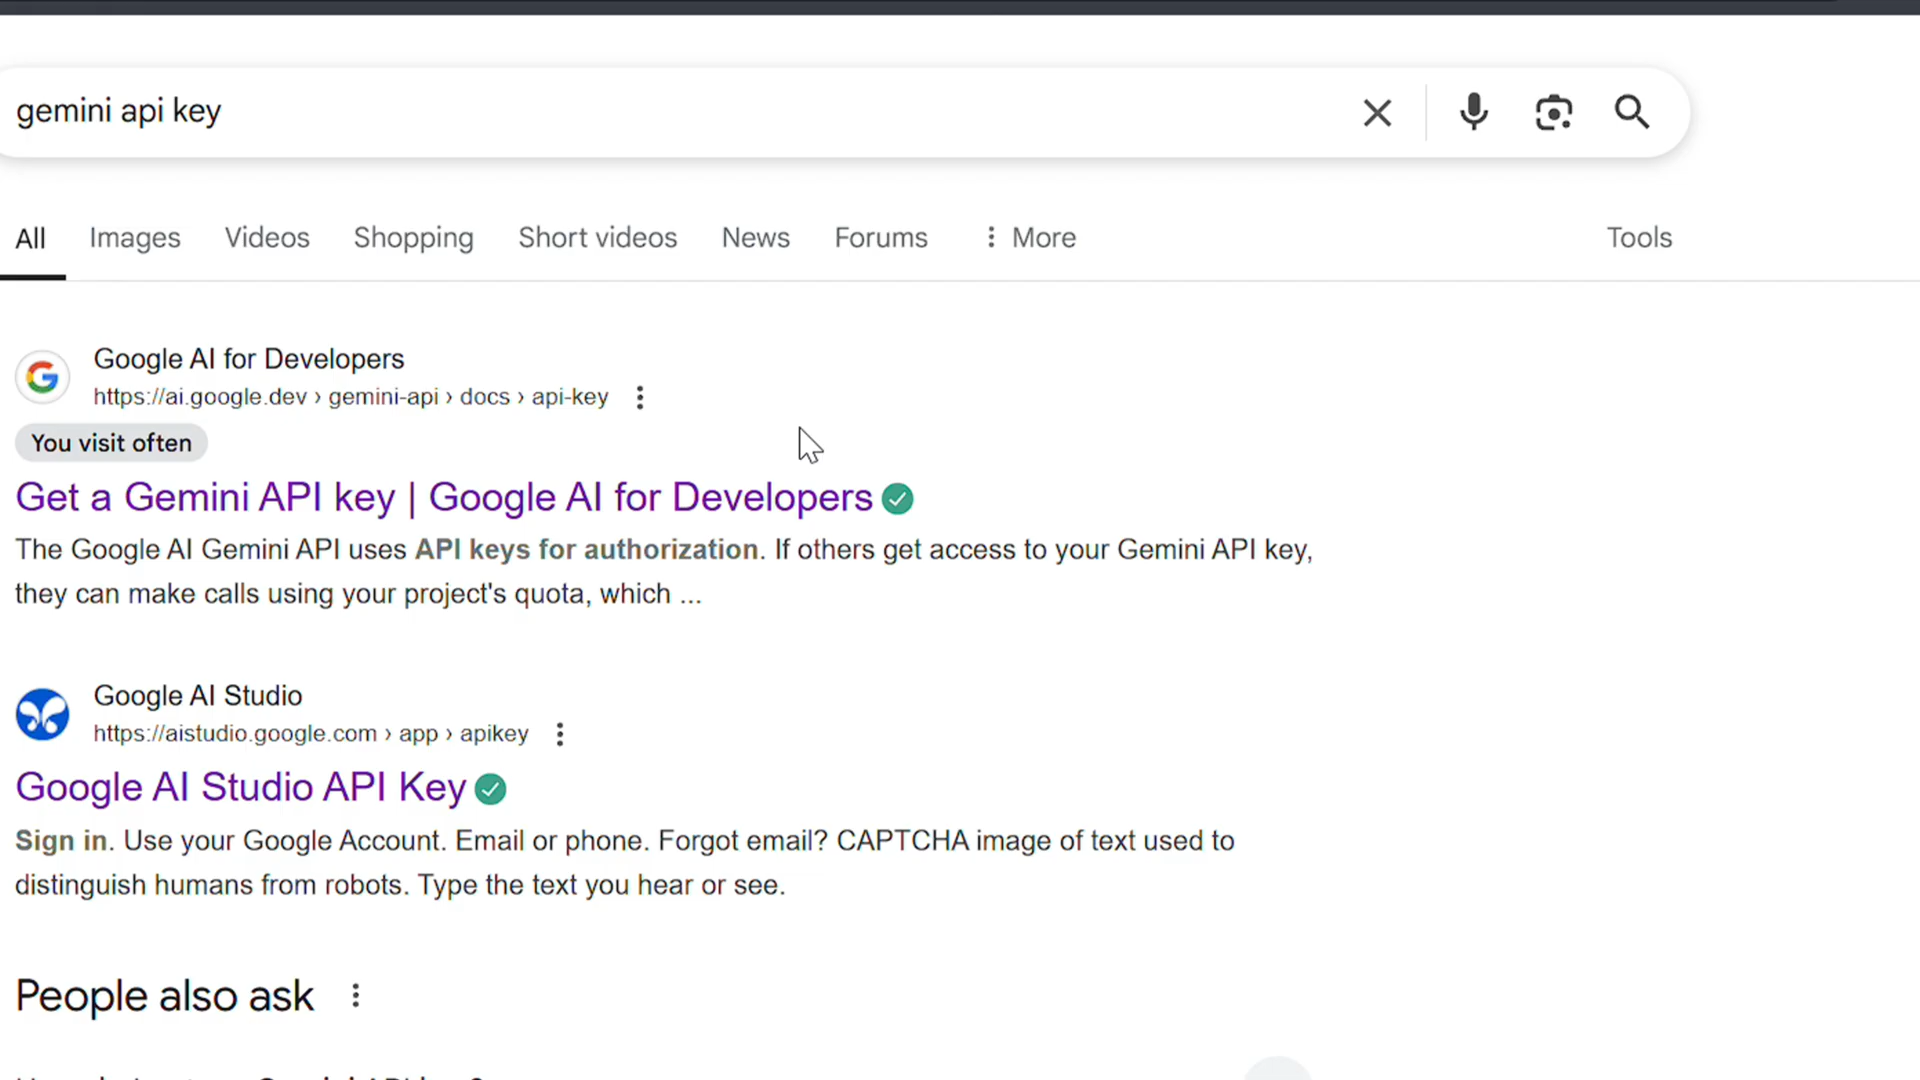 gemini api key
All Images Videos Shopping Short videos News Forums More Tools
Google AI for Developers
https://ai.google.dev › gemini-api › docs › api-key
You visit often
Get a Gemini API key | Google AI for Developers
The Google AI Gemini API uses API keys for authorization. If others get access to your Gemini API key,
they can make calls using your project's quota, which ...
Google AI Studio
https://aistudio.google.com › app › apikey
Google AI Studio API Key
Sign in. Use your Google Account. Email or phone. Forgot email? CAPTCHA image of text used to
distinguish humans from robots. Type the text you hear or see.
People also ask